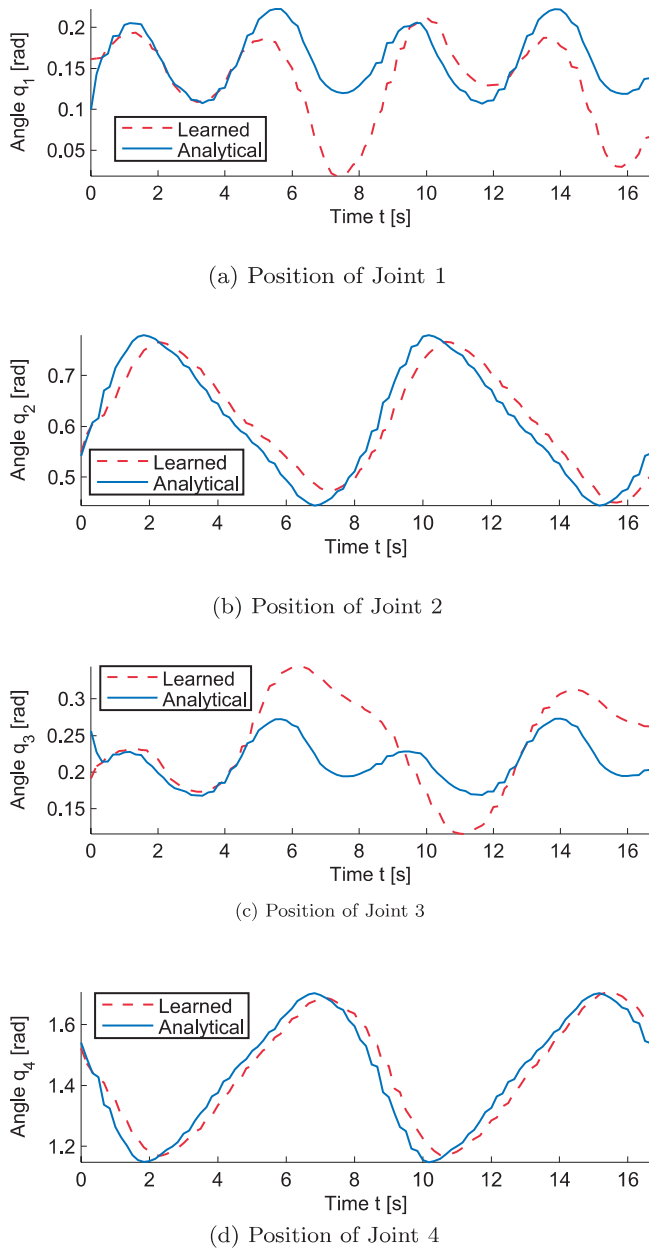 0.2
0.15
0.1
0.05
Angle q1 [rad]
Learned
Analytical
0 2 4 6 8 10 12 14 16
Time t [s]
(a) Position of Joint 1
0.7
0.6
0.5
Angle q2 [rad]
Learned
Analytical
0 2 4 6 8 10 12 14 16
Time t [s]
(b) Position of Joint 2
0.3
0.25
0.2
0.15
Angle q3 [rad]
Learned
Analytical
0 2 4 6 8 10 12 14 16
Time t [s]
(c) Position of Joint 3
1.6
1.4
1.2
Angle q4 [rad]
Learned
Analytical
0 2 4 6 8 10 12 14 16
Time t [s]
(d) Position of Joint 4